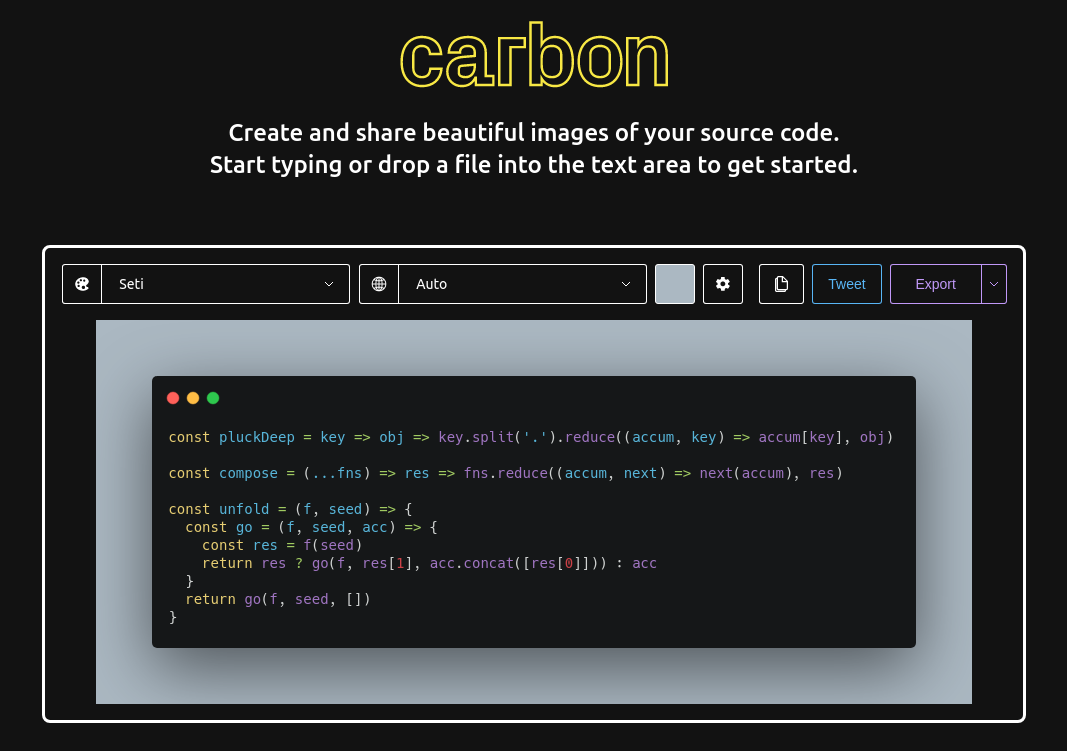 carbon
Create and share beautiful images of your source code.
Start typing or drop a file into the text area to get started.
Seti
Auto
Tweet
Export
const pluckDeep = key => obj => key.split('.').reduce((accum, key) => accum[key], obj)
const compose = (...fns) => res => fns.reduce((accum, next) => next(accum), res)
const unfold = (f, seed) => {
  const go = (f, seed, acc) => {
    const res = f(seed)
    return res ? go(f, res[1], acc.concat([res[0]])) : acc
  }
  return go(f, seed, [])
}